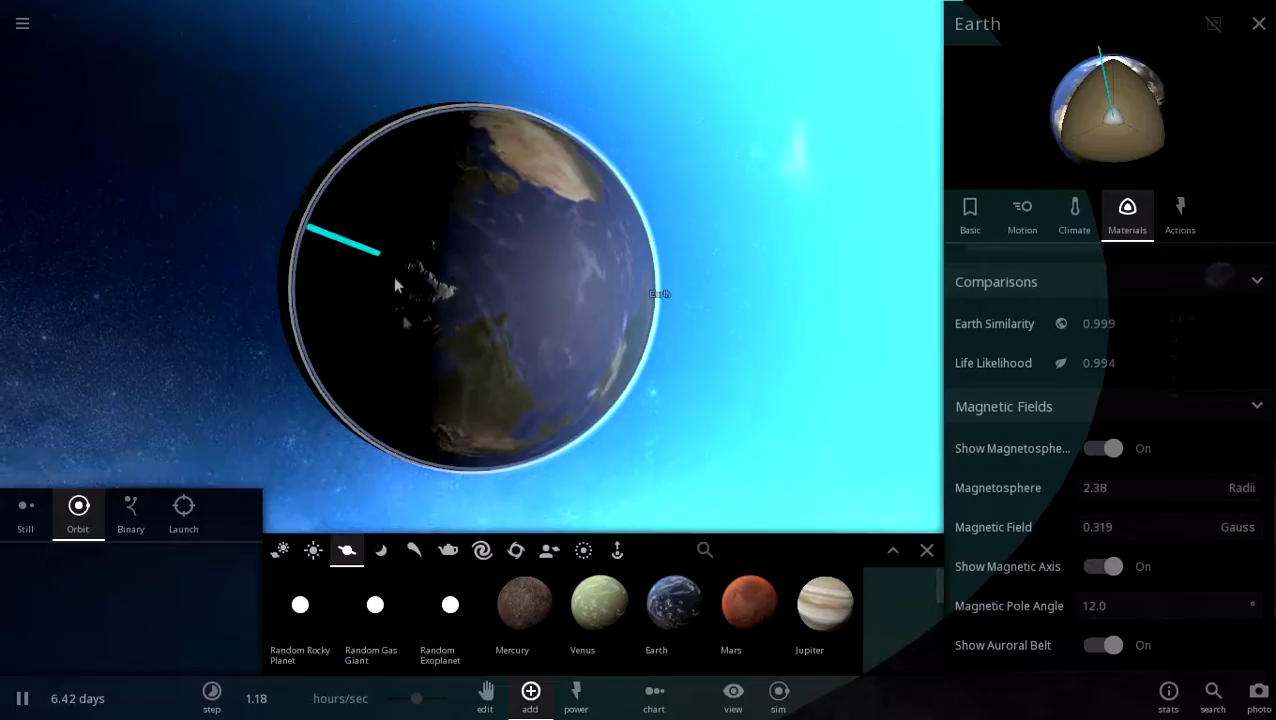 Earth
Basic
Motion
Climate
Materials
Actions
Comparisons
Earth Similarity 0.999
Life Likelihood 0.994
Magnetic Fields
Show Magnetosphe... On
Magnetosphere 2.38 Radii
Magnetic Field 0.319 Gauss
Show Magnetic Axis On
Magnetic Pole Angle 12.0 °
Show Auroral Belt On
Earth
Still
Orbit
Binary
Launch
Random Rocky
Planet
Random Gas
Giant
Random
Exoplanet
Mercury
Venus
Earth
Mars
Jupiter
6.42 days
step
1.18 hours/sec
edit
add
power
chart
view
sim
stats
search
photo